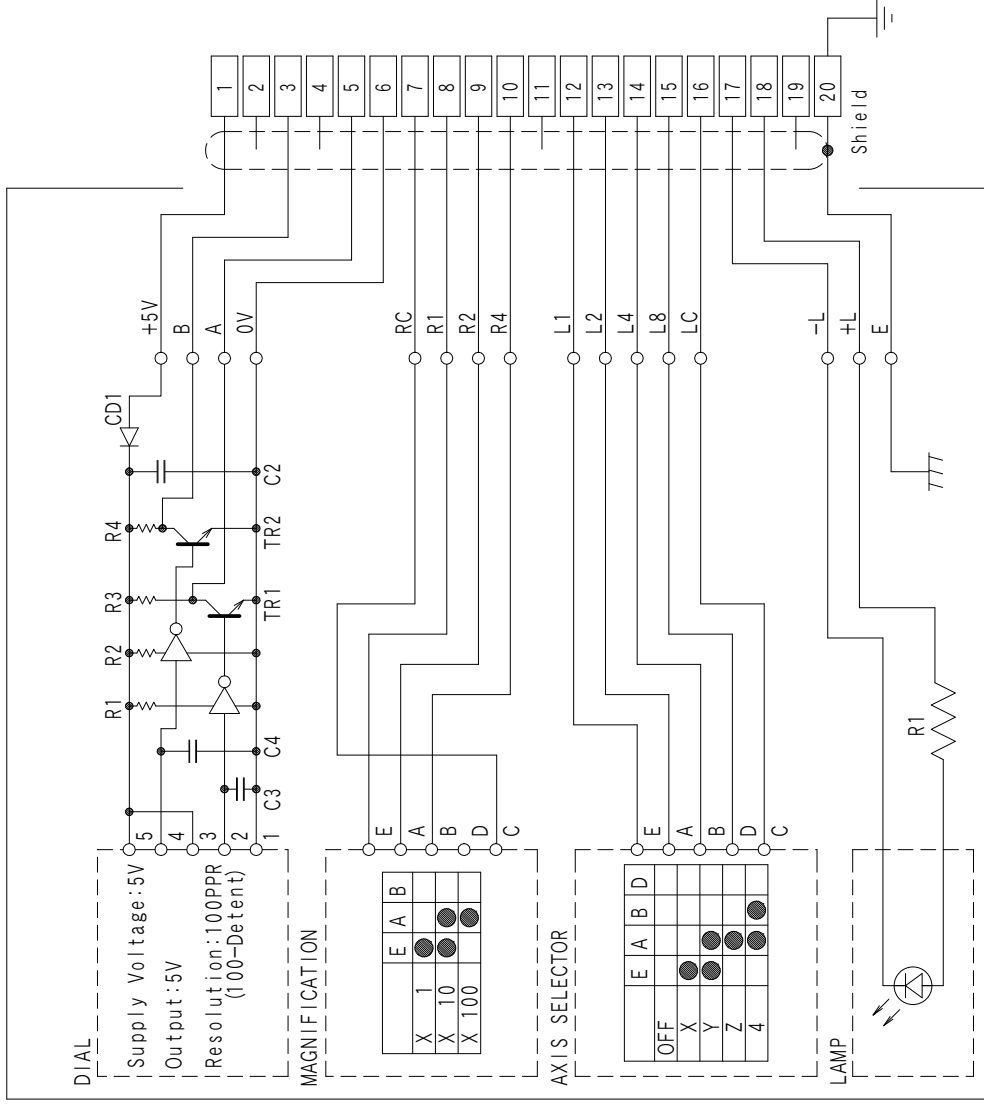 DIAL
Supply Voltage:5V
Output:5V
Resolution:100PPR
(100-Detent)
5
4
3
2
1
R1
R2
R3
R4
CD1
C3
C4
TR1
TR2
C2
+5V
B
A
0V
MAGNIFICATION
E A B
X 1
X 10
X 100
E
A
B
D
C
RC
R1
R2
R4
AXIS SELECTOR
E A B D
OFF
X
Y
Z
4
E
A
B
D
C
L1
L2
L4
L8
LC
LAMP
R1
-L
+L
E
1
2
3
4
5
6
7
8
9
10
11
12
13
14
15
16
17
18
19
20
Shield